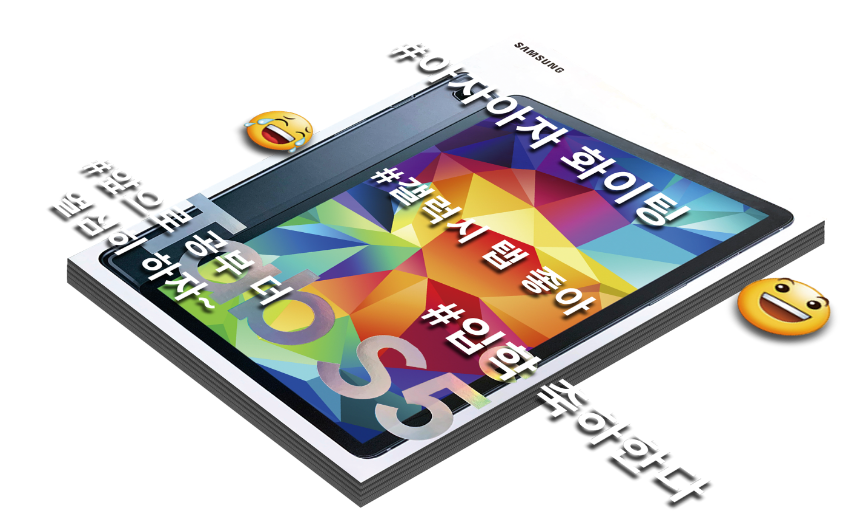 SAMSUNG
#아자아자 화이팅
#갤럭시 탭 좋아
#앞으로 공부 더
열심히 하자~
Tab S5e
#입학 축하한다